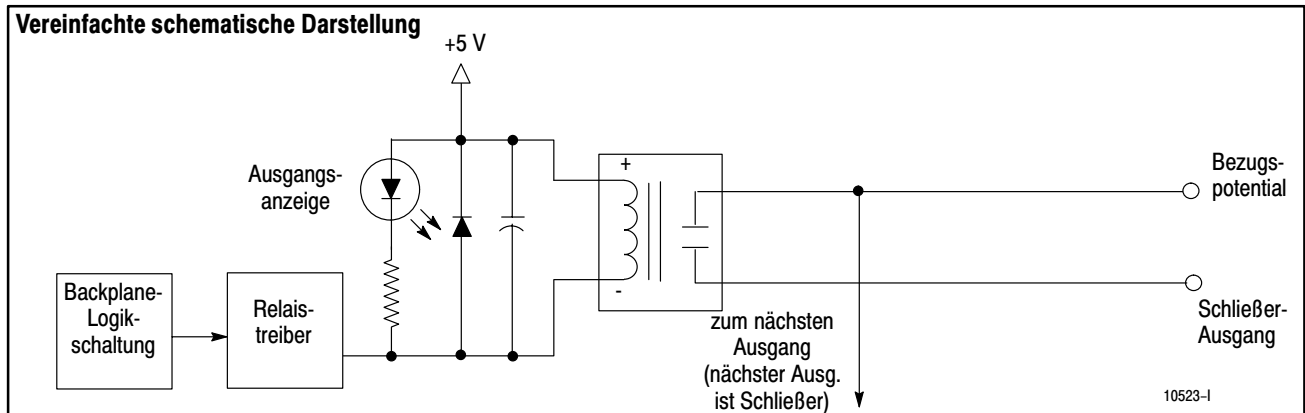 Vereinfachte schematische Darstellung
+5 V
Ausgangs-
anzeige
+
-
Bezugs-
potential
Backplane-
Logik-
schaltung
Relais-
treiber
zum nächsten
Ausgang
(nächster Ausg.
ist Schließer)
Schließer-
Ausgang
10523–I